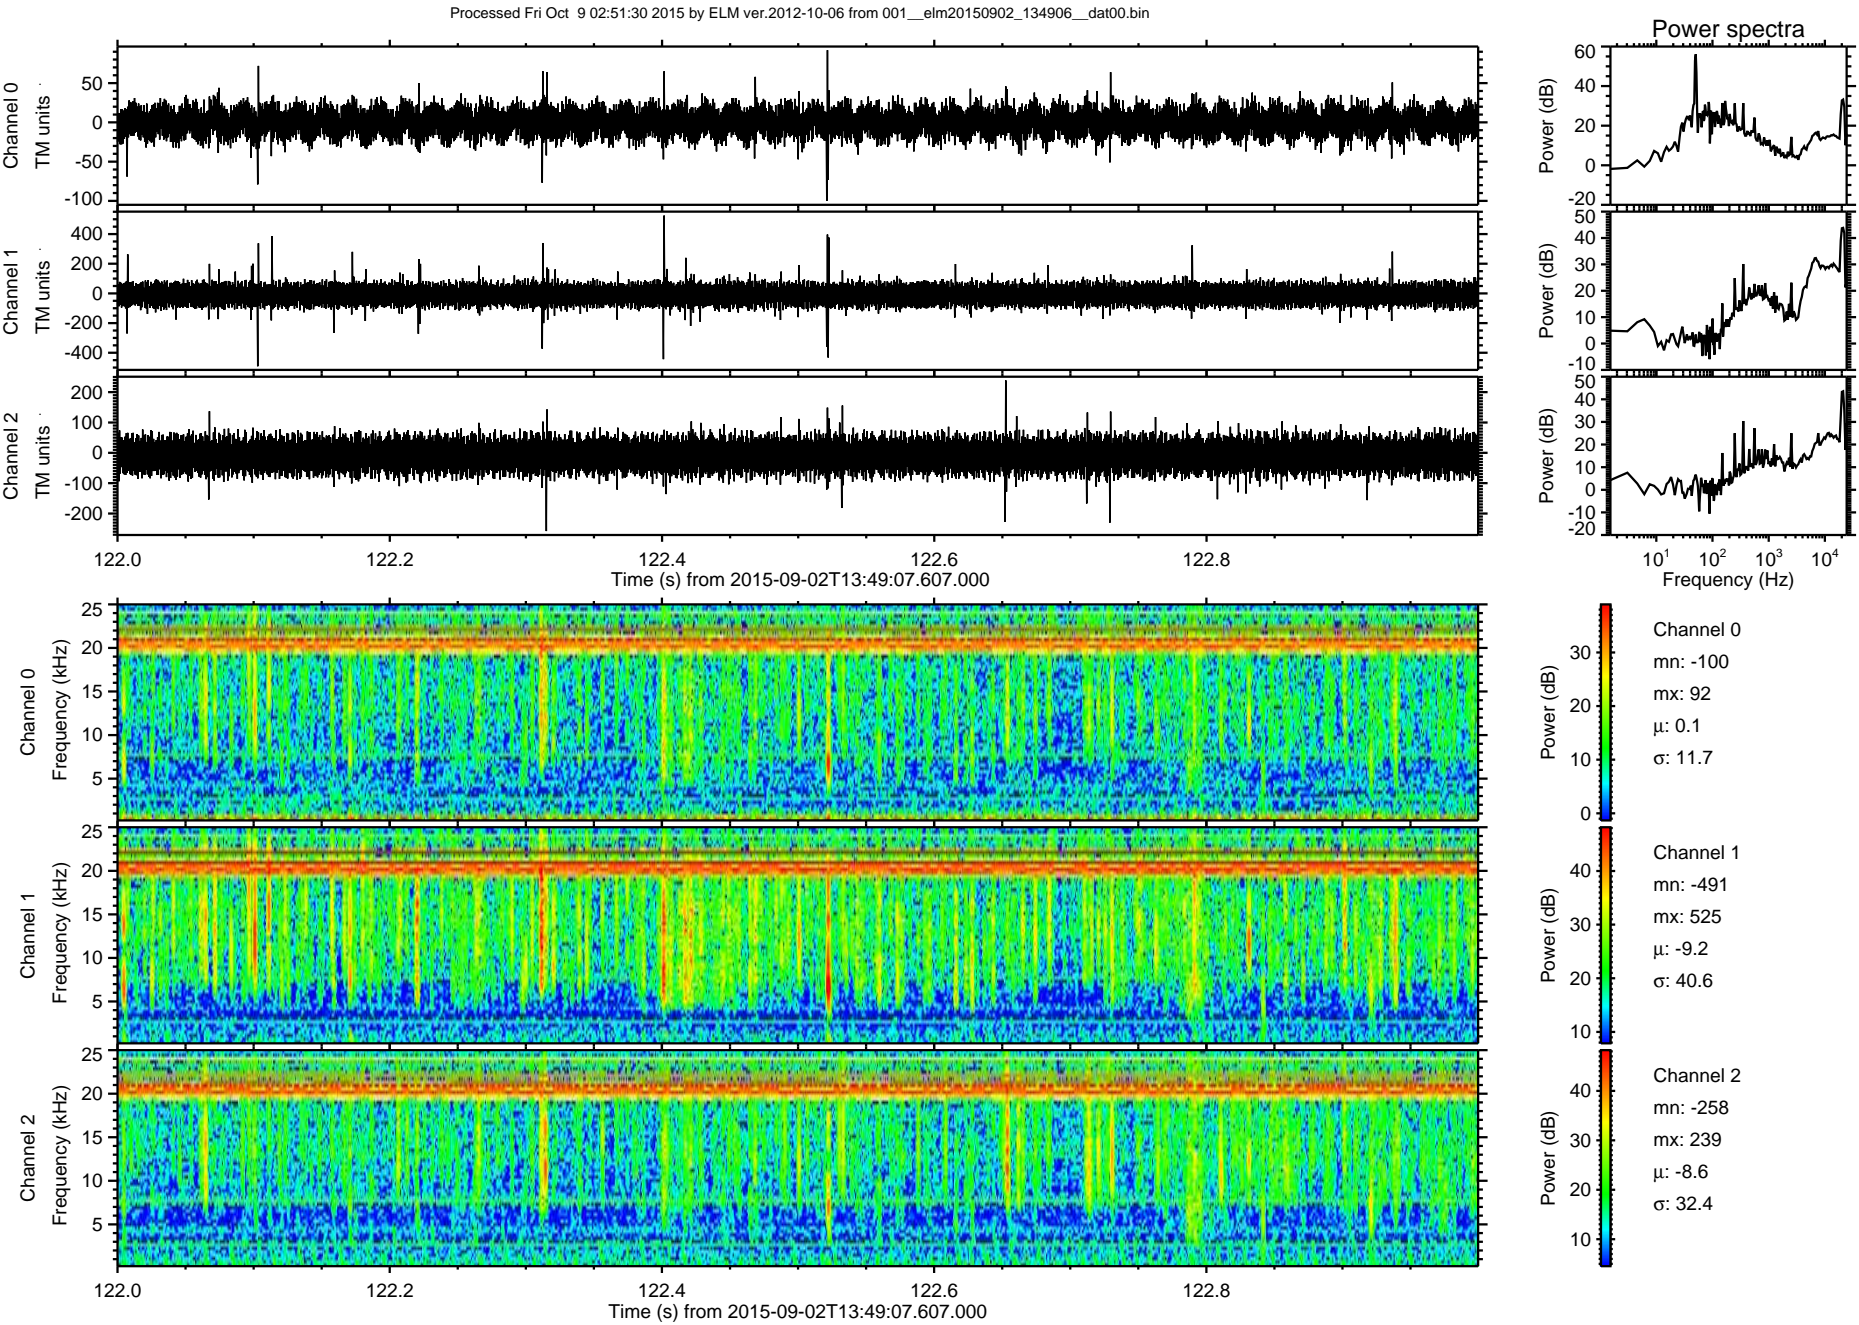 Processed Fri Oct  9 02:51:30 2015 by ELM ver.2012-10-06 from 001__elm20150902_134906__dat00.bin
Power spectra
Channel 0
TM units
50
0
-50
-100
Power (dB)
60
40
20
0
-20
Channel 1
TM units
400
200
0
-200
-400
Power (dB)
50
40
30
20
10
0
-10
Channel 2
TM units
200
100
0
-100
-200
Power (dB)
50
40
30
20
10
0
-10
-20
122.0 122.2 122.4 122.6 122.8
Time (s) from 2015-09-02T13:49:07.607.000
10¹ 10² 10³ 10⁴
Frequency (Hz)
Channel 0
Frequency (kHz)
25
20
15
10
5
Power (dB)
30
20
10
0
Channel 0
mn: -100
mx: 92
μ: 0.1
σ: 11.7
Channel 1
Frequency (kHz)
25
20
15
10
5
Power (dB)
40
30
20
10
Channel 1
mn: -491
mx: 525
μ: -9.2
σ: 40.6
Channel 2
Frequency (kHz)
25
20
15
10
5
Power (dB)
40
30
20
10
Channel 2
mn: -258
mx: 239
μ: -8.6
σ: 32.4
122.0 122.2 122.4 122.6 122.8
Time (s) from 2015-09-02T13:49:07.607.000